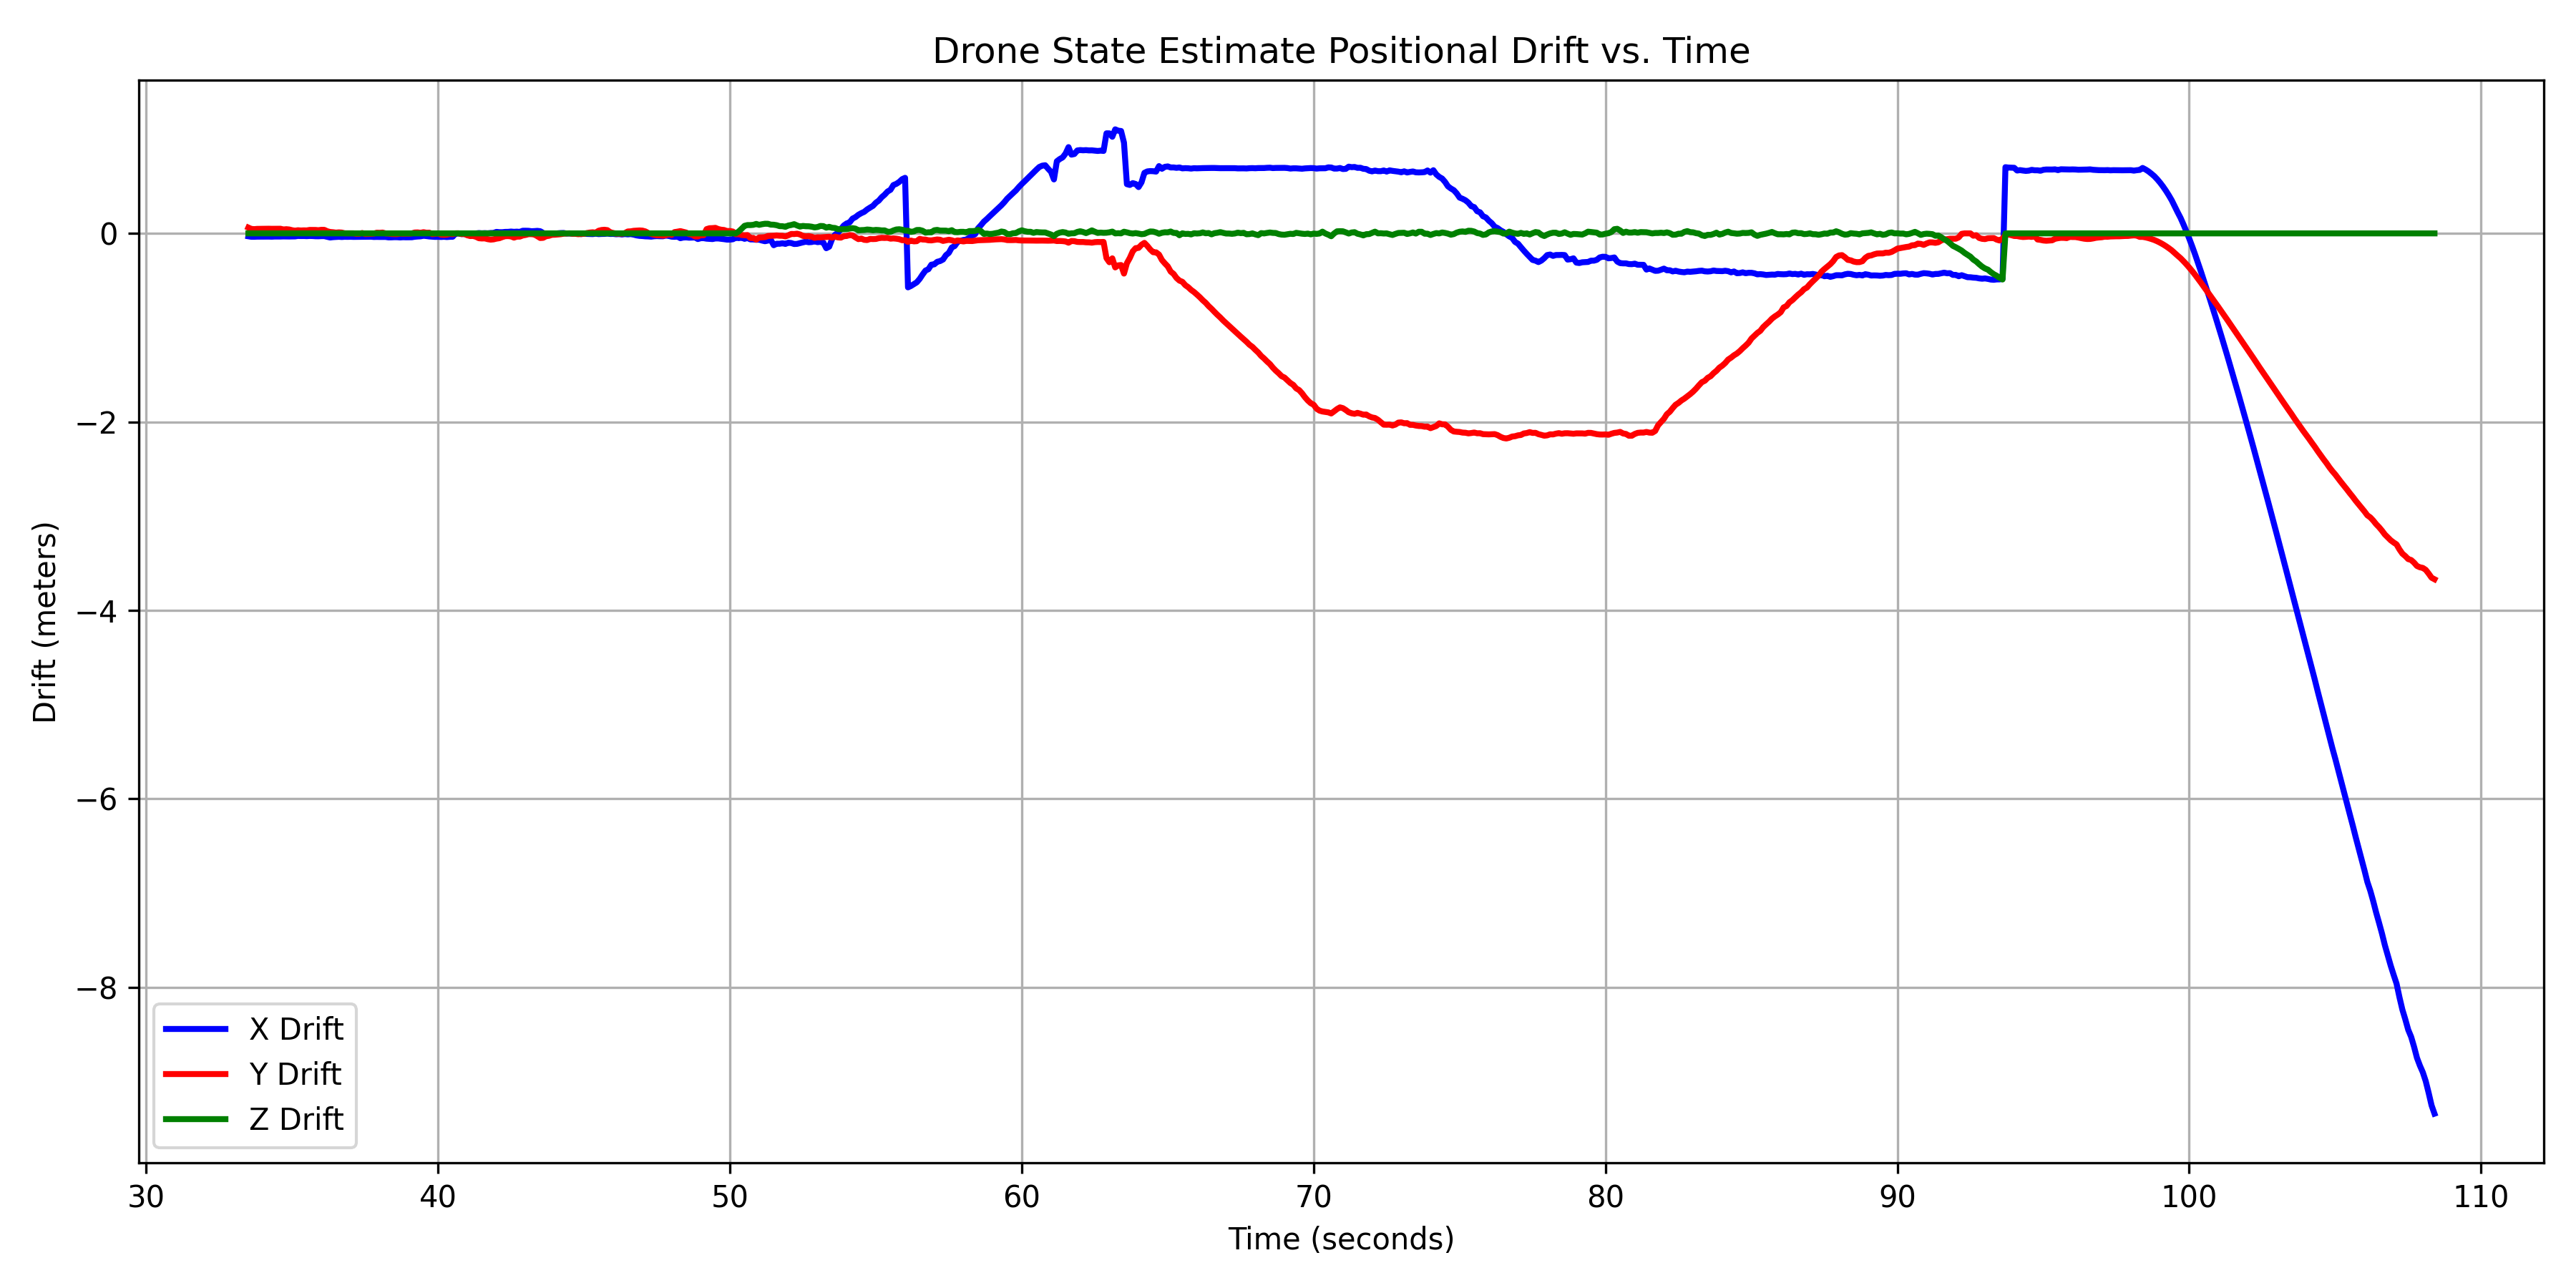 Drone State Estimate Positional Drift vs. Time
Drift (meters)
0
−2
−4
−6
−8
X Drift
Y Drift
Z Drift
30 40 50 60 70 80 90 100 110
Time (seconds)